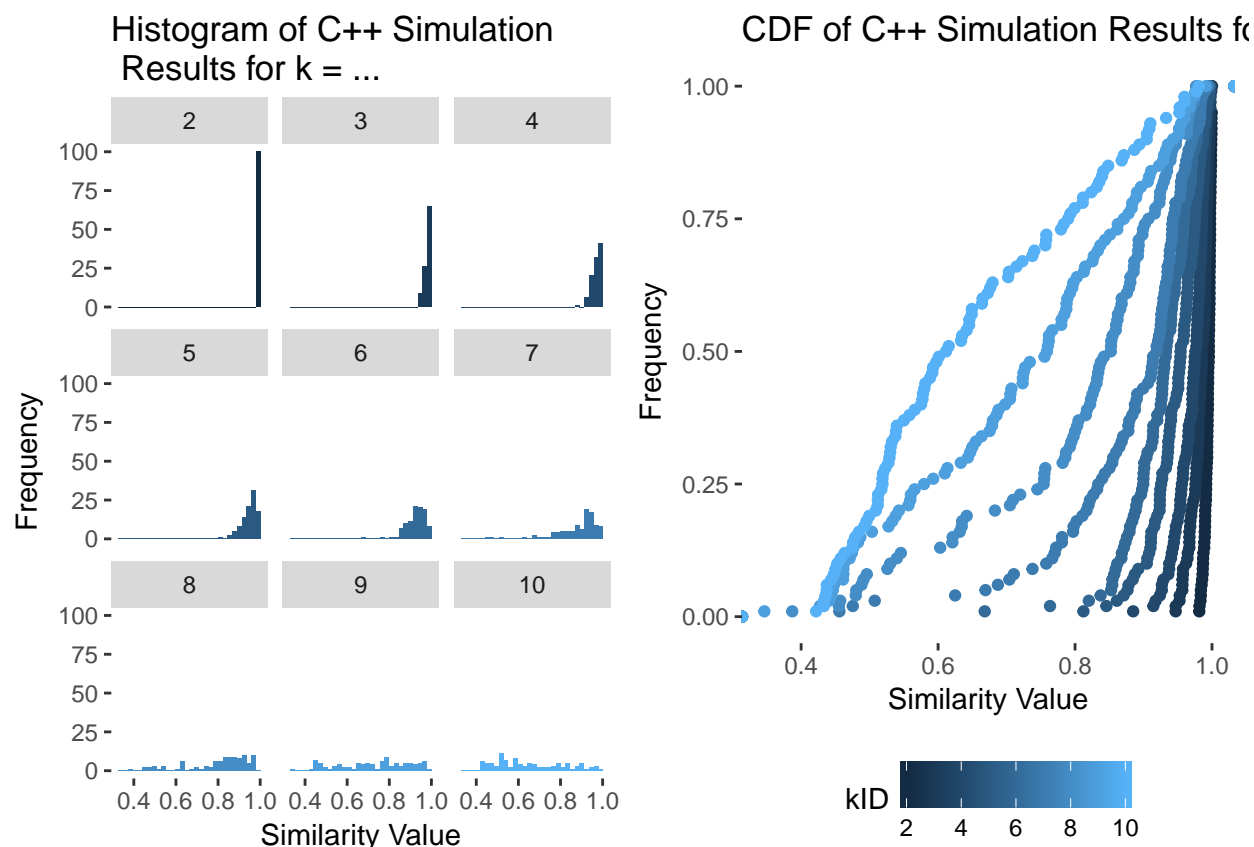 Histogram of C++ Simulation
Results for k = ...
2 3 4
100
75
50
25
0
5 6 7
100
75
50
25
0
8 9 10
100
75
50
25
0
0.4 0.6 0.8 1.0 0.4 0.6 0.8 1.0 0.4 0.6 0.8 1.0
Similarity Value
Frequency
CDF of C++ Simulation Results
1.00
0.75
0.50
0.25
0.00
Frequency
0.4 0.6 0.8 1.0
Similarity Value
kID
2 4 6 8 10